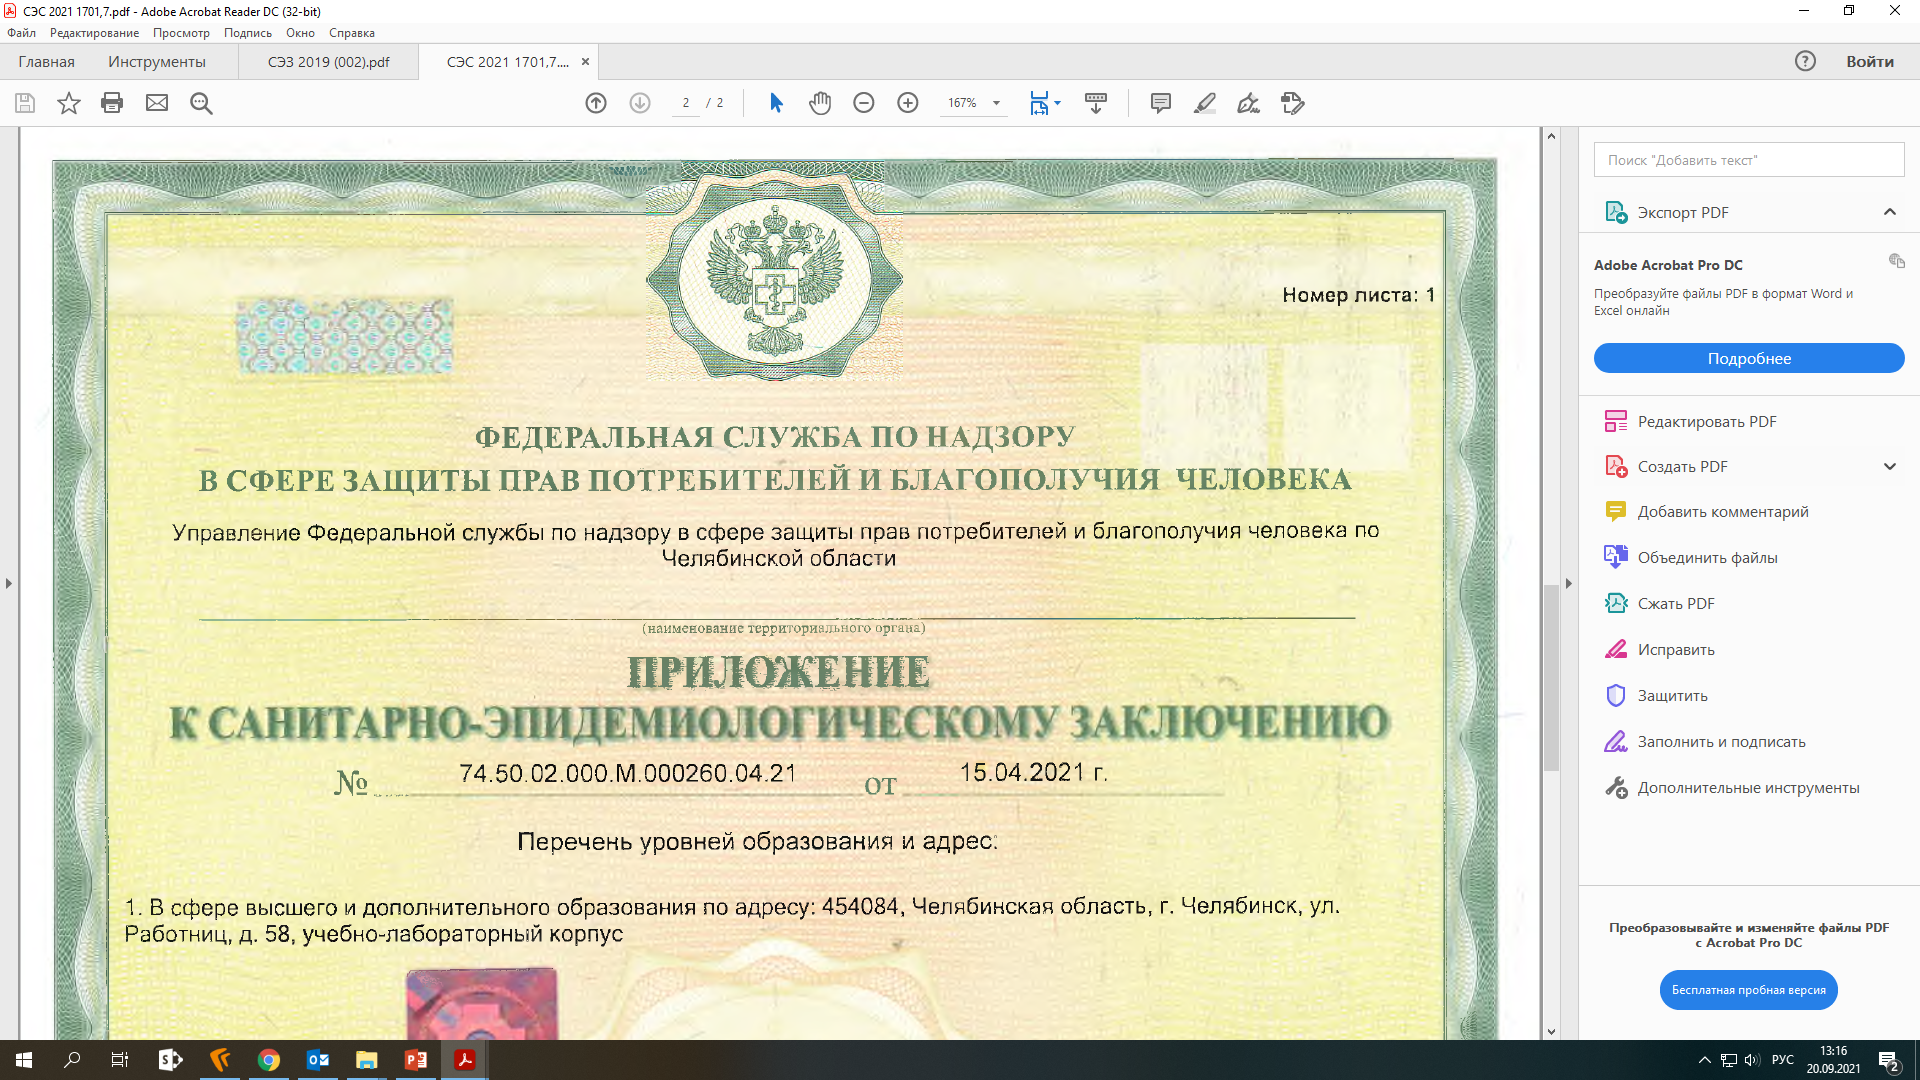 СЭС 2021 1701,7.pdf - Adobe Acrobat Reader DC (32-bit)
Файл Редактирование Просмотр Подпись Окно Справка
Главная Инструменты СЭЗ 2019 (002).pdf СЭС 2021 1701,7.... × Войти
2 / 2 167%
Номер листа: 1
ФЕДЕРАЛЬНАЯ СЛУЖБА ПО НАДЗОРУ
В СФЕРЕ ЗАЩИТЫ ПРАВ ПОТРЕБИТЕЛЕЙ И БЛАГОПОЛУЧИЯ ЧЕЛОВЕКА
Управление Федеральной службы по надзору в сфере защиты прав потребителей и благополучия человека по
Челябинской области
(наименование территориального органа)
ПРИЛОЖЕНИЕ
К САНИТАРНО-ЭПИДЕМИОЛОГИЧЕСКОМУ ЗАКЛЮЧЕНИЮ
№ 74.50.02.000.М.000260.04.21 от 15.04.2021 г.
Перечень уровней образования и адрес:
1. В сфере высшего и дополнительного образования по адресу: 454084, Челябинская область, г. Челябинск, ул.
Работниц, д. 58, учебно-лабораторный корпус
Поиск "Добавить текст"
Экспорт PDF
Adobe Acrobat Pro DC
Преобразуйте файлы PDF в формат Word и
Excel онлайн
Подробнее
Редактировать PDF
Создать PDF
Добавить комментарий
Объединить файлы
Сжать PDF
Исправить
Защитить
Заполнить и подписать
Дополнительные инструменты
Преобразовывайте и изменяйте файлы PDF
с Acrobat Pro DC
Бесплатная пробная версия
РУС 13:16
20.09.2021
2